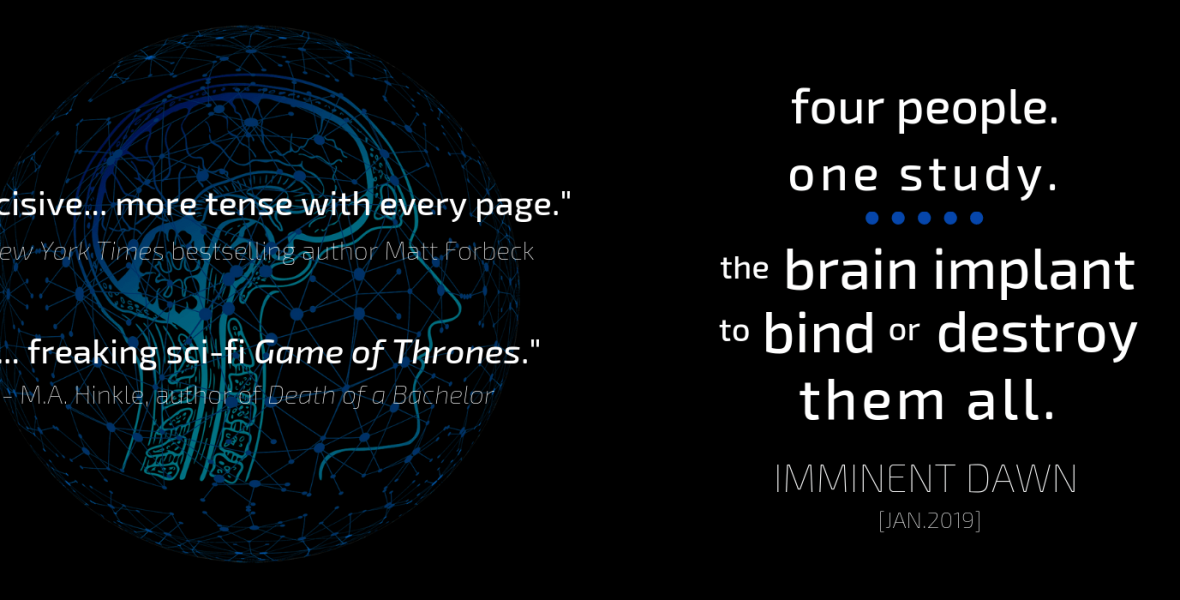 cisive... more tense with every page."
ew York Times bestselling author Matt Forbeck
... freaking sci-fi Game of Thrones."
- M.A. Hinkle, author of Death of a Bachelor
four people.
one study.
the brain implant
to bind or destroy
them all.
IMMINENT DAWN
[JAN.2019]